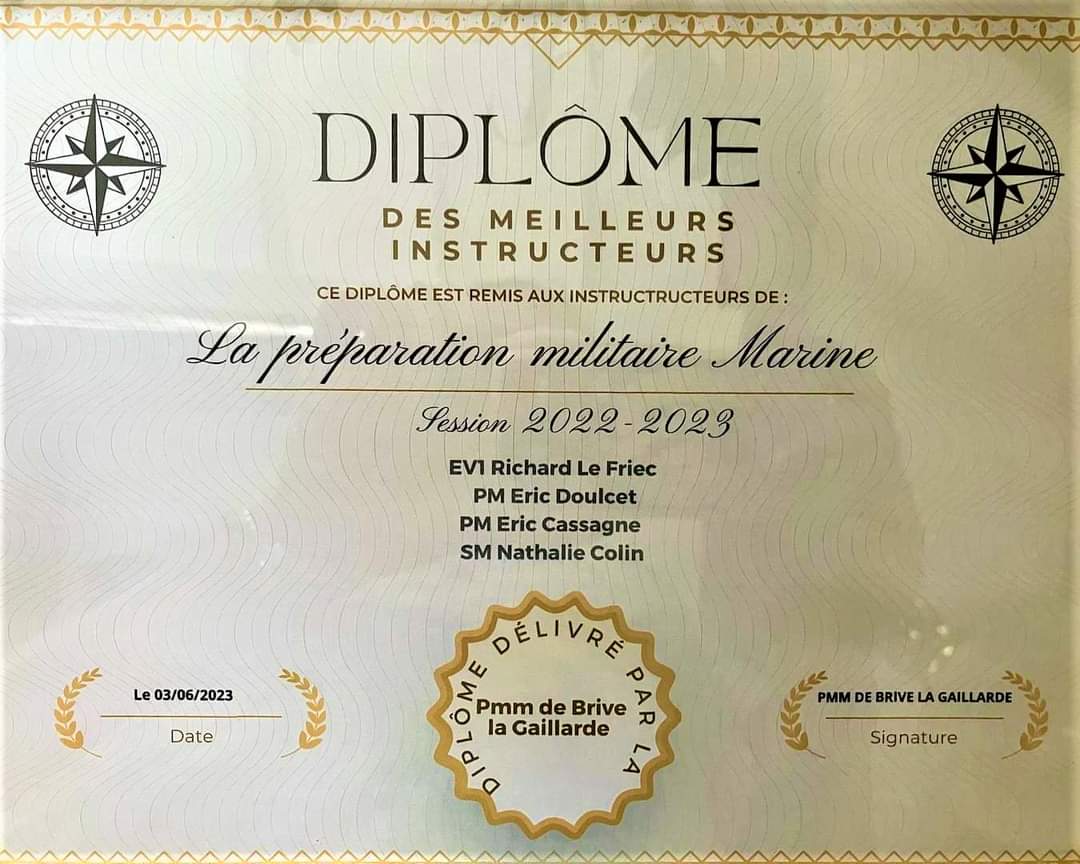 DIPLÔME
DES MEILLEURS
INSTRUCTEURS
CE DIPLÔME EST REMIS AUX INSTRUCTRUCTEURS DE :
La préparation militaire Marine
Session 2022-2023
EV1 Richard Le Friec
PM Eric Doulcet
PM Eric Cassagne
SM Nathalie Colin
DIPLÔME DÉLIVRÉ PAR LA
Pmm de Brive
la Gaillarde
Le 03/06/2023
Date
PMM DE BRIVE LA GAILLARDE
Signature